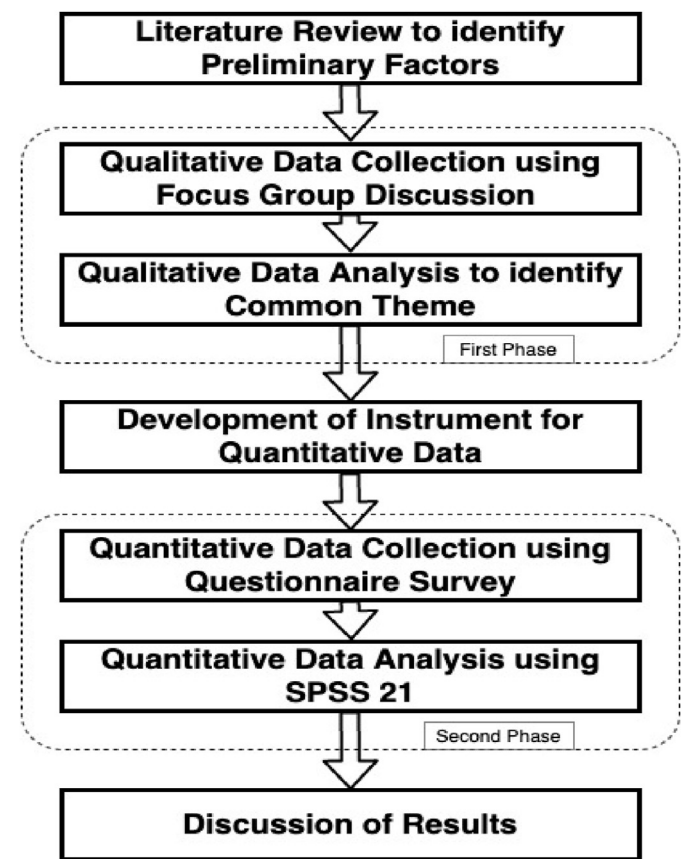 Literature Review to identify
Preliminary Factors
Qualitative Data Collection using
Focus Group Discussion
Qualitative Data Analysis to identify
Common Theme
First Phase
Development of Instrument for
Quantitative Data
Quantitative Data Collection using
Questionnaire Survey
Quantitative Data Analysis using
SPSS 21
Second Phase
Discussion of Results